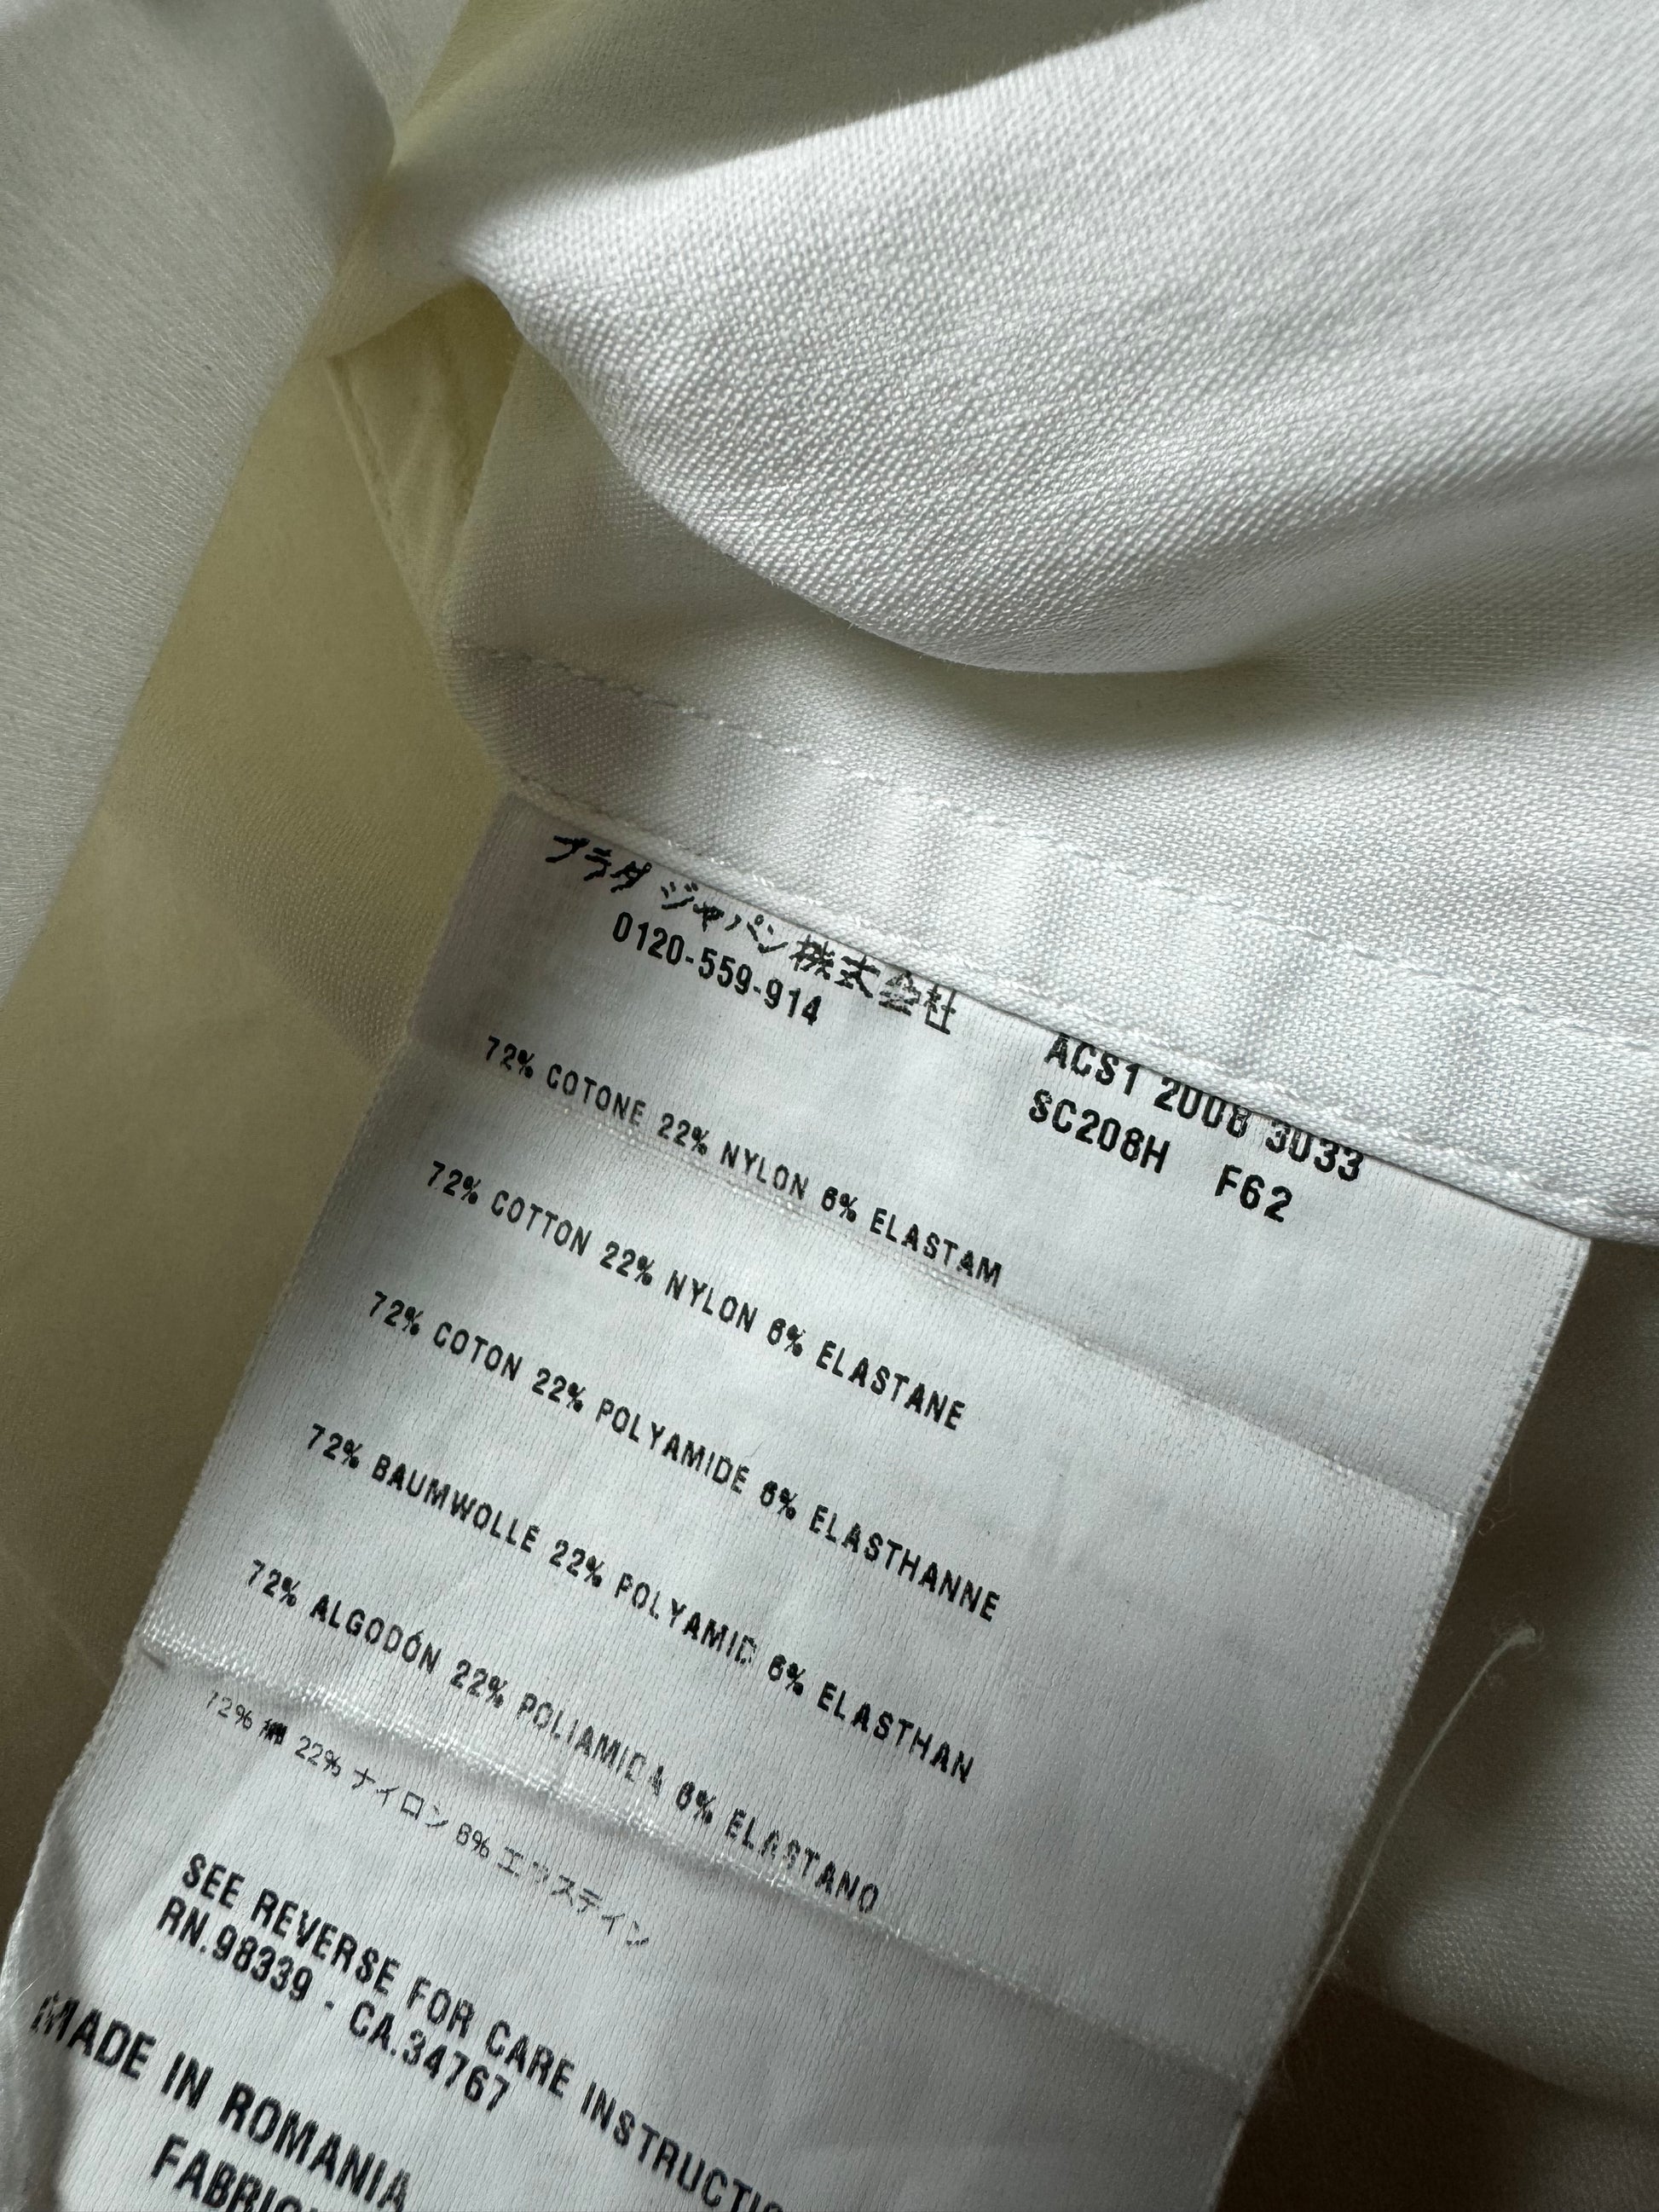 プラダ ジャパン株式会社
0120-559-914
ACS1 2008 3033
SC208H F62
72% COTONE 22% NYLON 6% ELASTAM
72% COTTON 22% NYLON 6% ELASTANE
72% COTON 22% POLYAMIDE 6% ELASTHANNE
72% BAUMWOLLE 22% POLYAMID 6% ELASTHAN
72% ALGODÓN 22% POLIAMIDA 6% ELASTANO
72% 綿 22% ナイロン 6% エラスティン
SEE REVERSE FOR CARE INSTRUCTI
RN.98339 - CA.34767
MADE IN ROMANIA